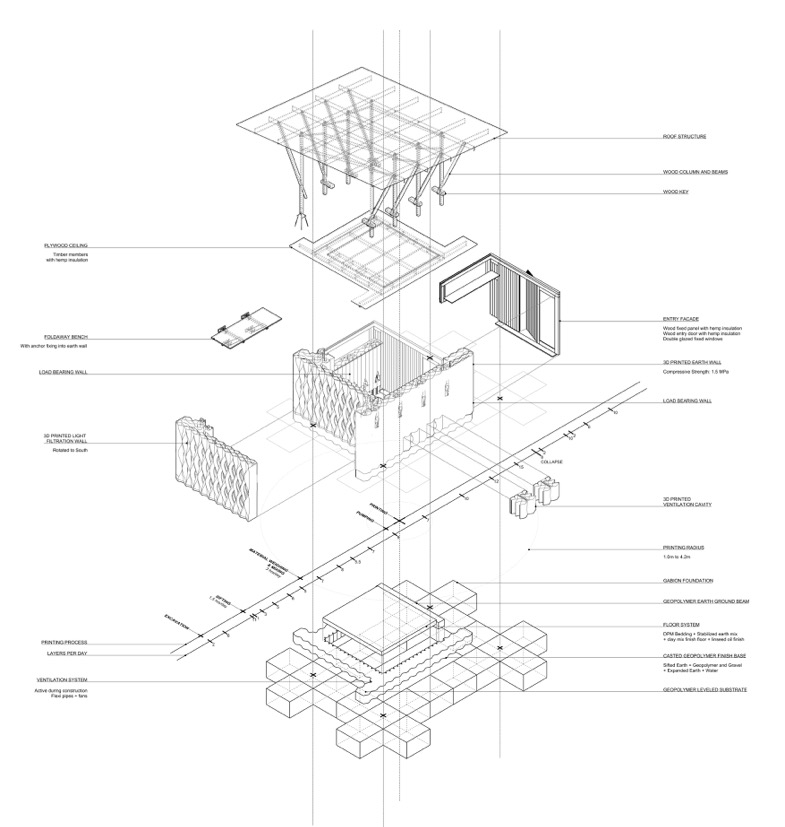 ROOF STRUCTURE
WOOD COLUMN AND BEAMS
WOOD KEY
PLYWOOD CEILING
Timber members
with hemp insulation
ENTRY FACADE
Wood fixed panel with hemp insulation
Wood entry door with hemp insulation
Double glazed fixed windows
FOLDAWAY BENCH
With anchor fixing into earth wall
3D PRINTED EARTH WALL
Compressive Strength: 1.5 MPa
LOAD BEARING WALL
LOAD BEARING WALL
3D PRINTED LIGHT
FILTRATION WALL
Rotated to South
COLLAPSE
3D PRINTED
VENTILATION CAVITY
PRINTING
PUMPING
PRINTING RADIUS
1.0m to 4.2m
MATERIAL WEIGHING
& MIXING
SIFTING
EXCAVATION
GABION FOUNDATION
GEOPOLYMER EARTH GROUND BEAM
FLOOR SYSTEM
DPM Bedding + Stabilized earth mix
+ clay mix finish floor + linseed oil finish
PRINTING PROCESS
LAYERS PER DAY
CASTED GEOPOLYMER FINISH BASE
Sifted Earth + Geopolymer and Gravel
+ Expanded Earth + Water
VENTILATION SYSTEM
Active during construction
Flexi pipes + fans
GEOPOLYMER LEVELED SUBSTRATE